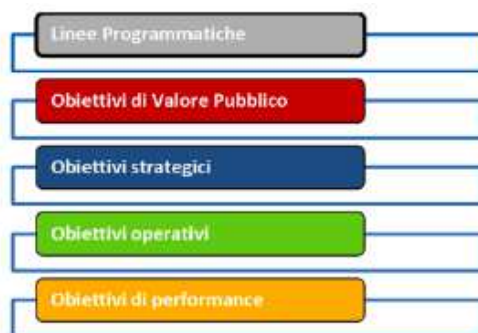 Linee Programmatiche
Obiettivi di Valore Pubblico
Obiettivi strategici
Obiettivi operativi
Obiettivi di performance